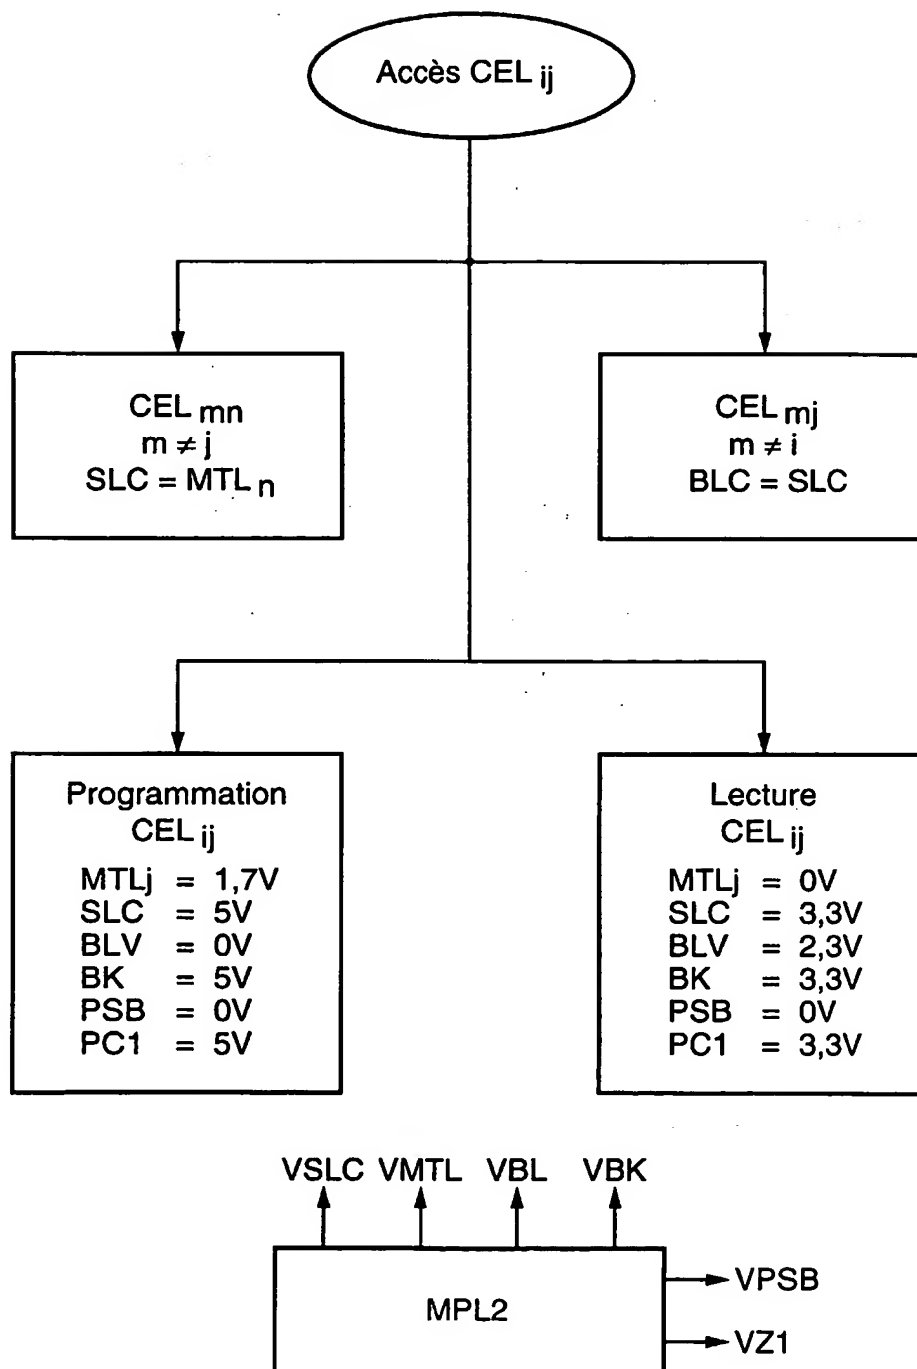 Accès CEL ij
CEL mn
m ≠ j
SLC = MTL n
CEL mj
m ≠ i
BLC = SLC
Programmation
CEL ij
MTLj = 1,7V
SLC = 5V
BLV = 0V
BK = 5V
PSB = 0V
PC1 = 5V
Lecture
CEL ij
MTLj = 0V
SLC = 3,3V
BLV = 2,3V
BK = 3,3V
PSB = 0V
PC1 = 3,3V
VSLC VMTL VBL VBK
MPL2
VPSB
VZ1